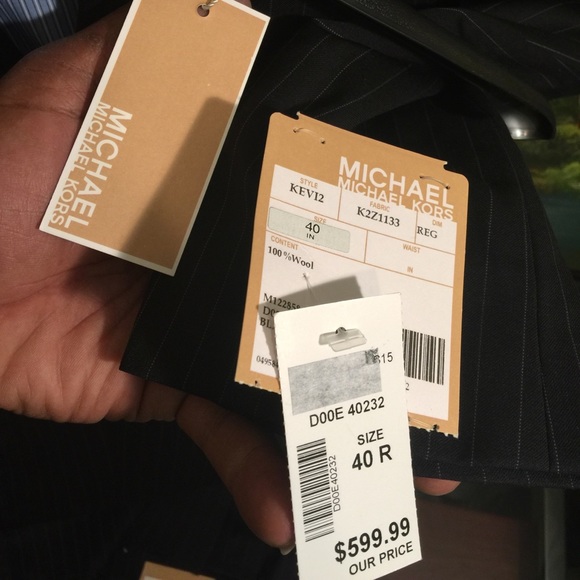 MICHAEL
MICHAEL KORS
MICHAEL
MICHAEL KORS
STYLE
KEVI2
FABRIC
K2Z1133
DIM
REG
SIZE
40
IN
WAIST
IN
CONTENT
100%Wool
D00E 40232
D00E40232
SIZE
40 R
$599.99
OUR PRICE